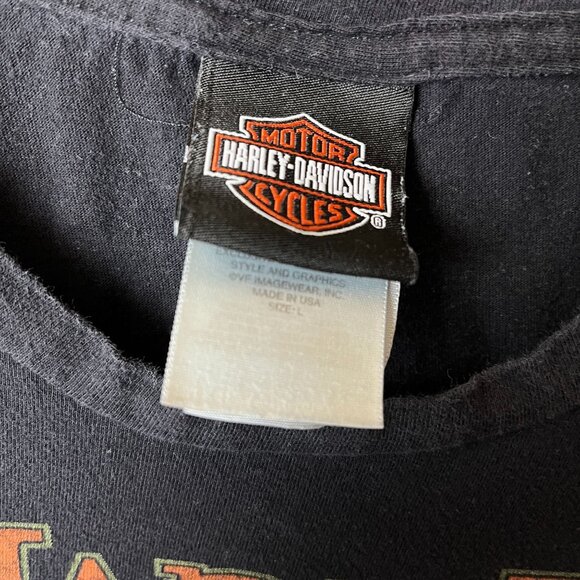 MOTOR
HARLEY-DAVIDSON
CYCLES
®
STYLE AND GRAPHICS
©VF IMAGEWEAR, INC.
MADE IN USA
SIZE: L